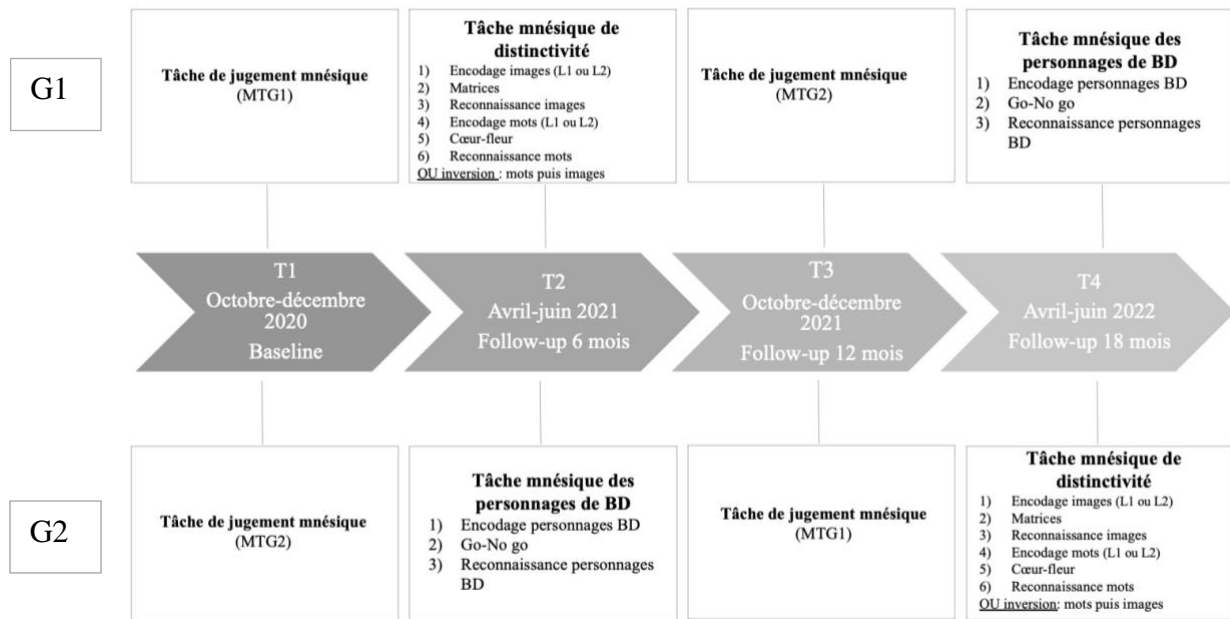 G1
Tâche de jugement mnésique
(MTG1)
Tâche mnésique de
distinctivité
1) Encodage images (L1 ou L2)
2) Matrices
3) Reconnaissance images
4) Encodage mots (L1 ou L2)
5) Cœur-fleur
6) Reconnaissance mots
OU inversion : mots puis images
Tâche de jugement mnésique
(MTG2)
Tâche mnésique des
personnages de BD
1) Encodage personnages BD
2) Go-No go
3) Reconnaissance personnages
BD
T1
Octobre-décembre
2020
Baseline
T2
Avril-juin 2021
Follow-up 6 mois
T3
Octobre-décembre
2021
Follow-up 12 mois
T4
Avril-juin 2022
Follow-up 18 mois
G2
Tâche de jugement mnésique
(MTG2)
Tâche mnésique des
personnages de BD
1) Encodage personnages BD
2) Go-No go
3) Reconnaissance personnages
BD
Tâche de jugement mnésique
(MTG1)
Tâche mnésique de
distinctivité
1) Encodage images (L1 ou L2)
2) Matrices
3) Reconnaissance images
4) Encodage mots (L1 ou L2)
5) Cœur-fleur
6) Reconnaissance mots
OU inversion: mots puis images